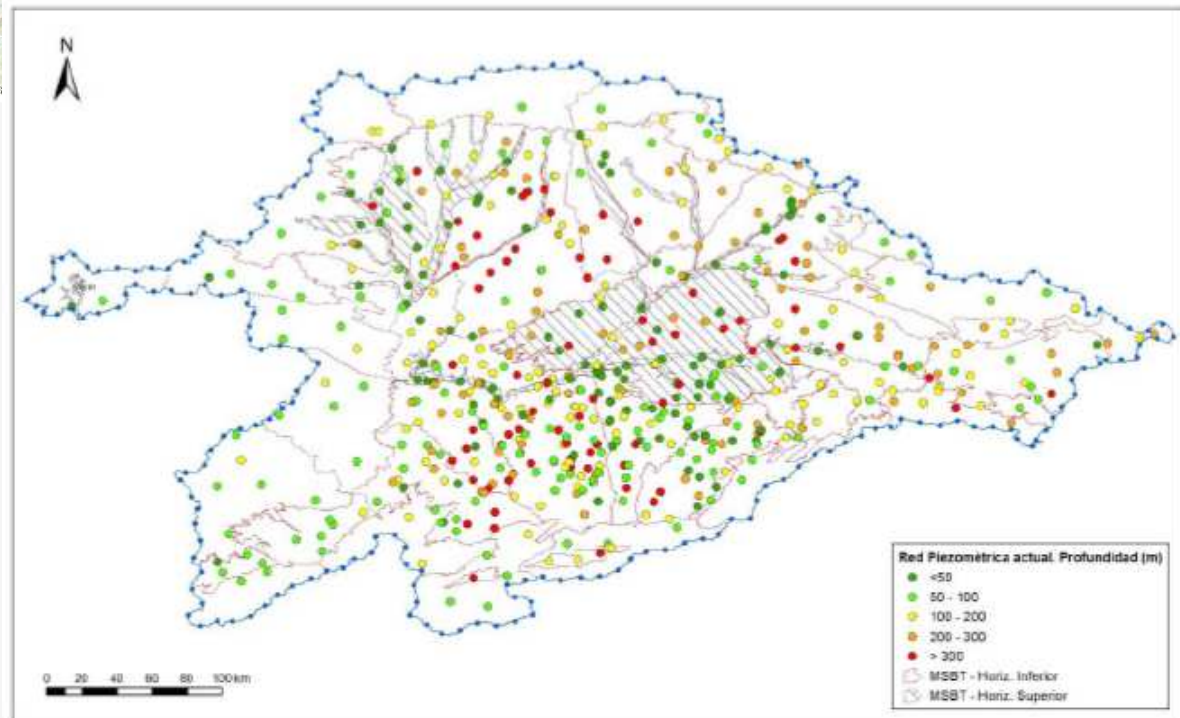 N
Red Piezométrica actual. Profundidad (m)
<50
50 - 100
100 - 200
200 - 300
> 300
MSBT - Horiz. Inferior
MSBT - Horiz. Superior
0 20 40 60 80 100 km